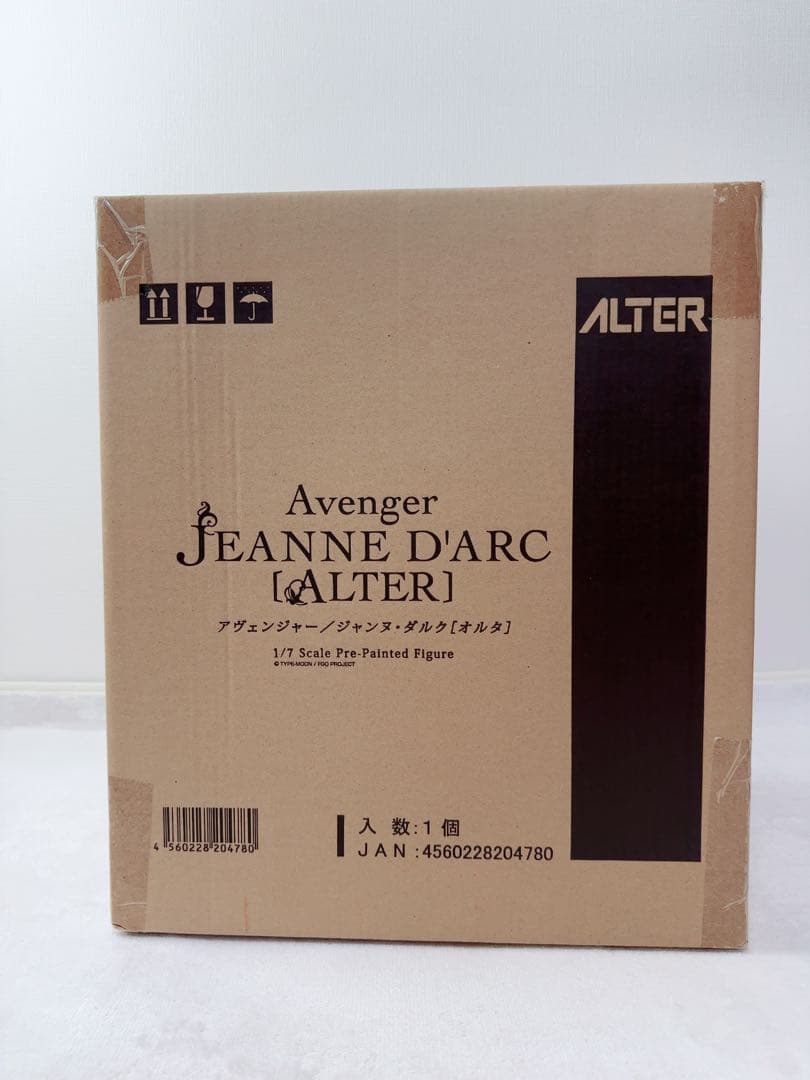 ALTER
Avenger
JEANNE D'ARC
[ALTER]
アヴェンジャー／ジャンヌ・ダルク[オルタ]
1/7 Scale Pre-Painted Figure
© TYPE-MOON / FGO PROJECT
4 560228 204780
入 数:1 個
JAN :4560228204780